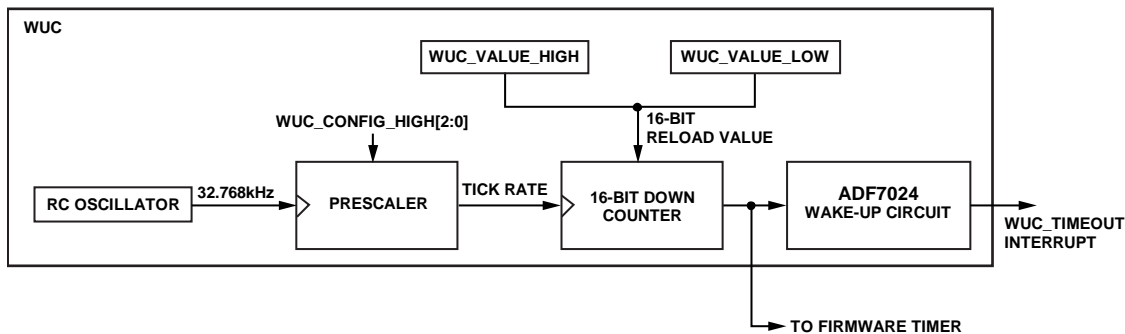 WUC
WUC_VALUE_HIGH
WUC_VALUE_LOW
16-BIT
RELOAD VALUE
WUC_CONFIG_HIGH[2:0]
RC OSCILLATOR
32.768kHz
PRESCALER
TICK RATE
16-BIT DOWN
COUNTER
ADF7024
WAKE-UP CIRCUIT
WUC_TIMEOUT
INTERRUPT
TO FIRMWARE TIMER